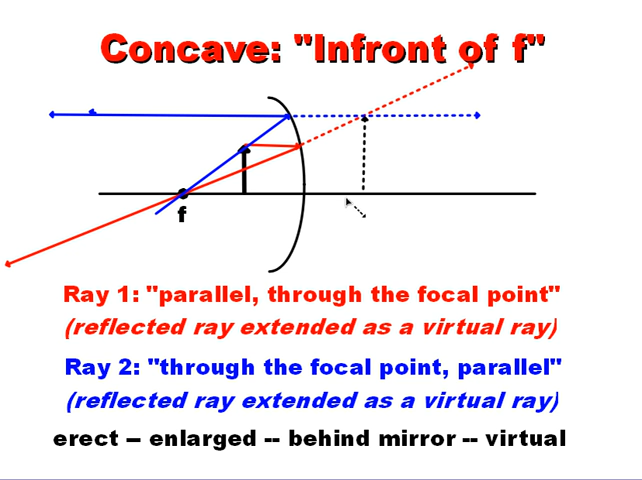 Concave: "Infront of f"
f
Ray 1: "parallel, through the focal point"
(reflected ray extended as a virtual ray)
Ray 2: "through the focal point, parallel"
(reflected ray extended as a virtual ray)
erect -- enlarged -- behind mirror -- virtual